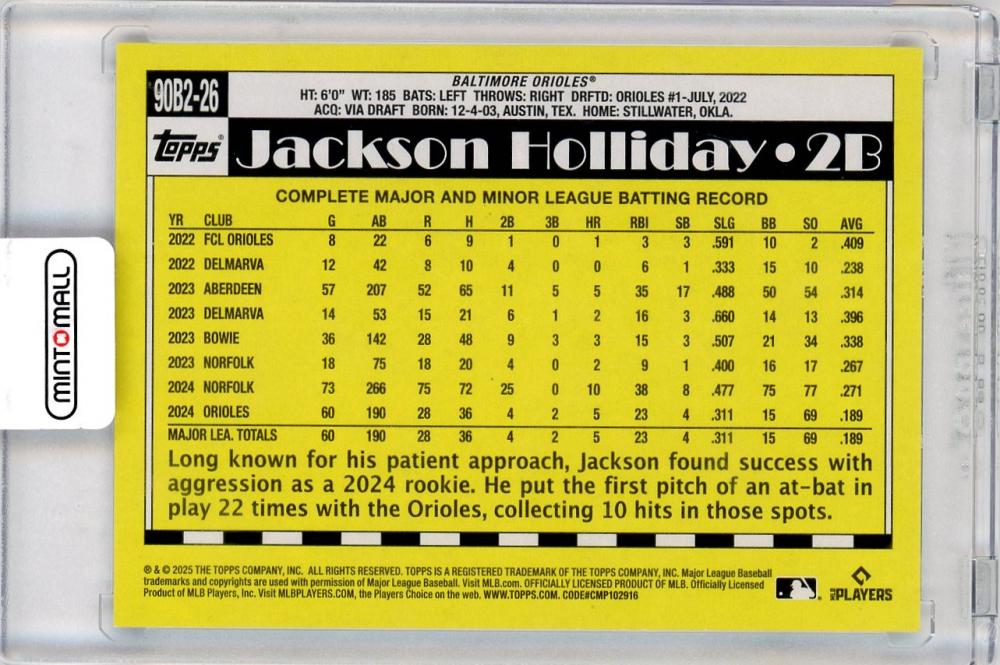 90B2-26
BALTIMORE ORIOLES®
HT: 6'0" WT: 185 BATS: LEFT THROWS: RIGHT DRFTD: ORIOLES #1-JULY, 2022
ACQ: VIA DRAFT BORN: 12-4-03, AUSTIN, TEX. HOME: STILLWATER, OKLA.
Topps® Jackson Holliday • 2B
COMPLETE MAJOR AND MINOR LEAGUE BATTING RECORD
YR CLUB G AB R H 2B 3B HR RBI SB SLG BB SO AVG
2022 FCL ORIOLES 8 22 6 9 1 0 1 3 3 .591 10 2 .409
2022 DELMARVA 12 42 8 10 4 0 0 6 1 .333 15 10 .238
2023 ABERDEEN 57 207 52 65 11 5 5 35 17 .488 50 54 .314
2023 DELMARVA 14 53 15 21 6 1 2 16 3 .660 14 13 .396
2023 BOWIE 36 142 28 48 9 3 3 15 3 .507 21 34 .338
2023 NORFOLK 18 75 18 20 4 0 2 9 1 .400 16 17 .267
2024 NORFOLK 73 266 75 72 25 0 10 38 8 .477 75 77 .271
2024 ORIOLES 60 190 28 36 4 2 5 23 4 .311 15 69 .189
MAJOR LEA. TOTALS 60 190 28 36 4 2 5 23 4 .311 15 69 .189
Long known for his patient approach, Jackson found success with
aggression as a 2024 rookie. He put the first pitch of an at-bat in
play 22 times with the Orioles, collecting 10 hits in those spots.
® & © 2025 THE TOPPS COMPANY, INC. ALL RIGHTS RESERVED. TOPPS IS A REGISTERED TRADEMARK OF THE TOPPS COMPANY, INC. Major League Baseball
trademarks and copyrights are used with permission of Major League Baseball. Visit MLB.com. OFFICIALLY LICENSED PRODUCT OF MLB. Officially Licensed
Product of MLB Players, Inc. Visit MLBPLAYERS.COM, the Players Choice on the web. WWW.TOPPS.COM. CODE#CMP102916
MLB PLAYERS
MINTOMALL